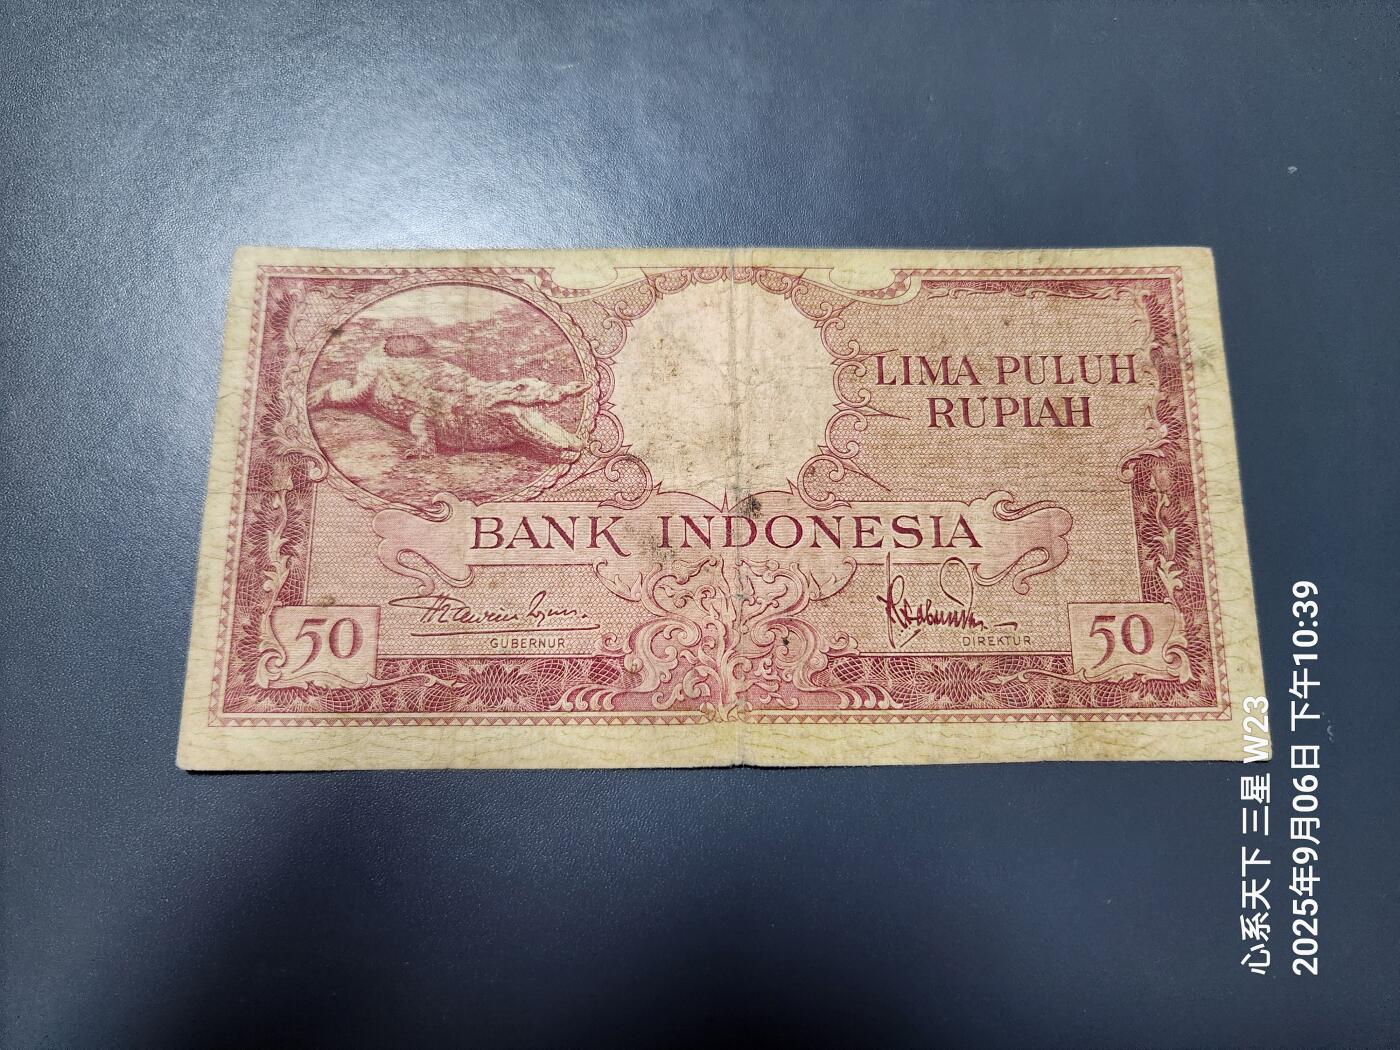 LIMA PULUH
RUPIAH
BANK INDONESIA
50
GUBERNUR
DIREKTUR
50
心系天下 三星 W23
2025年9月06日 下午10:39